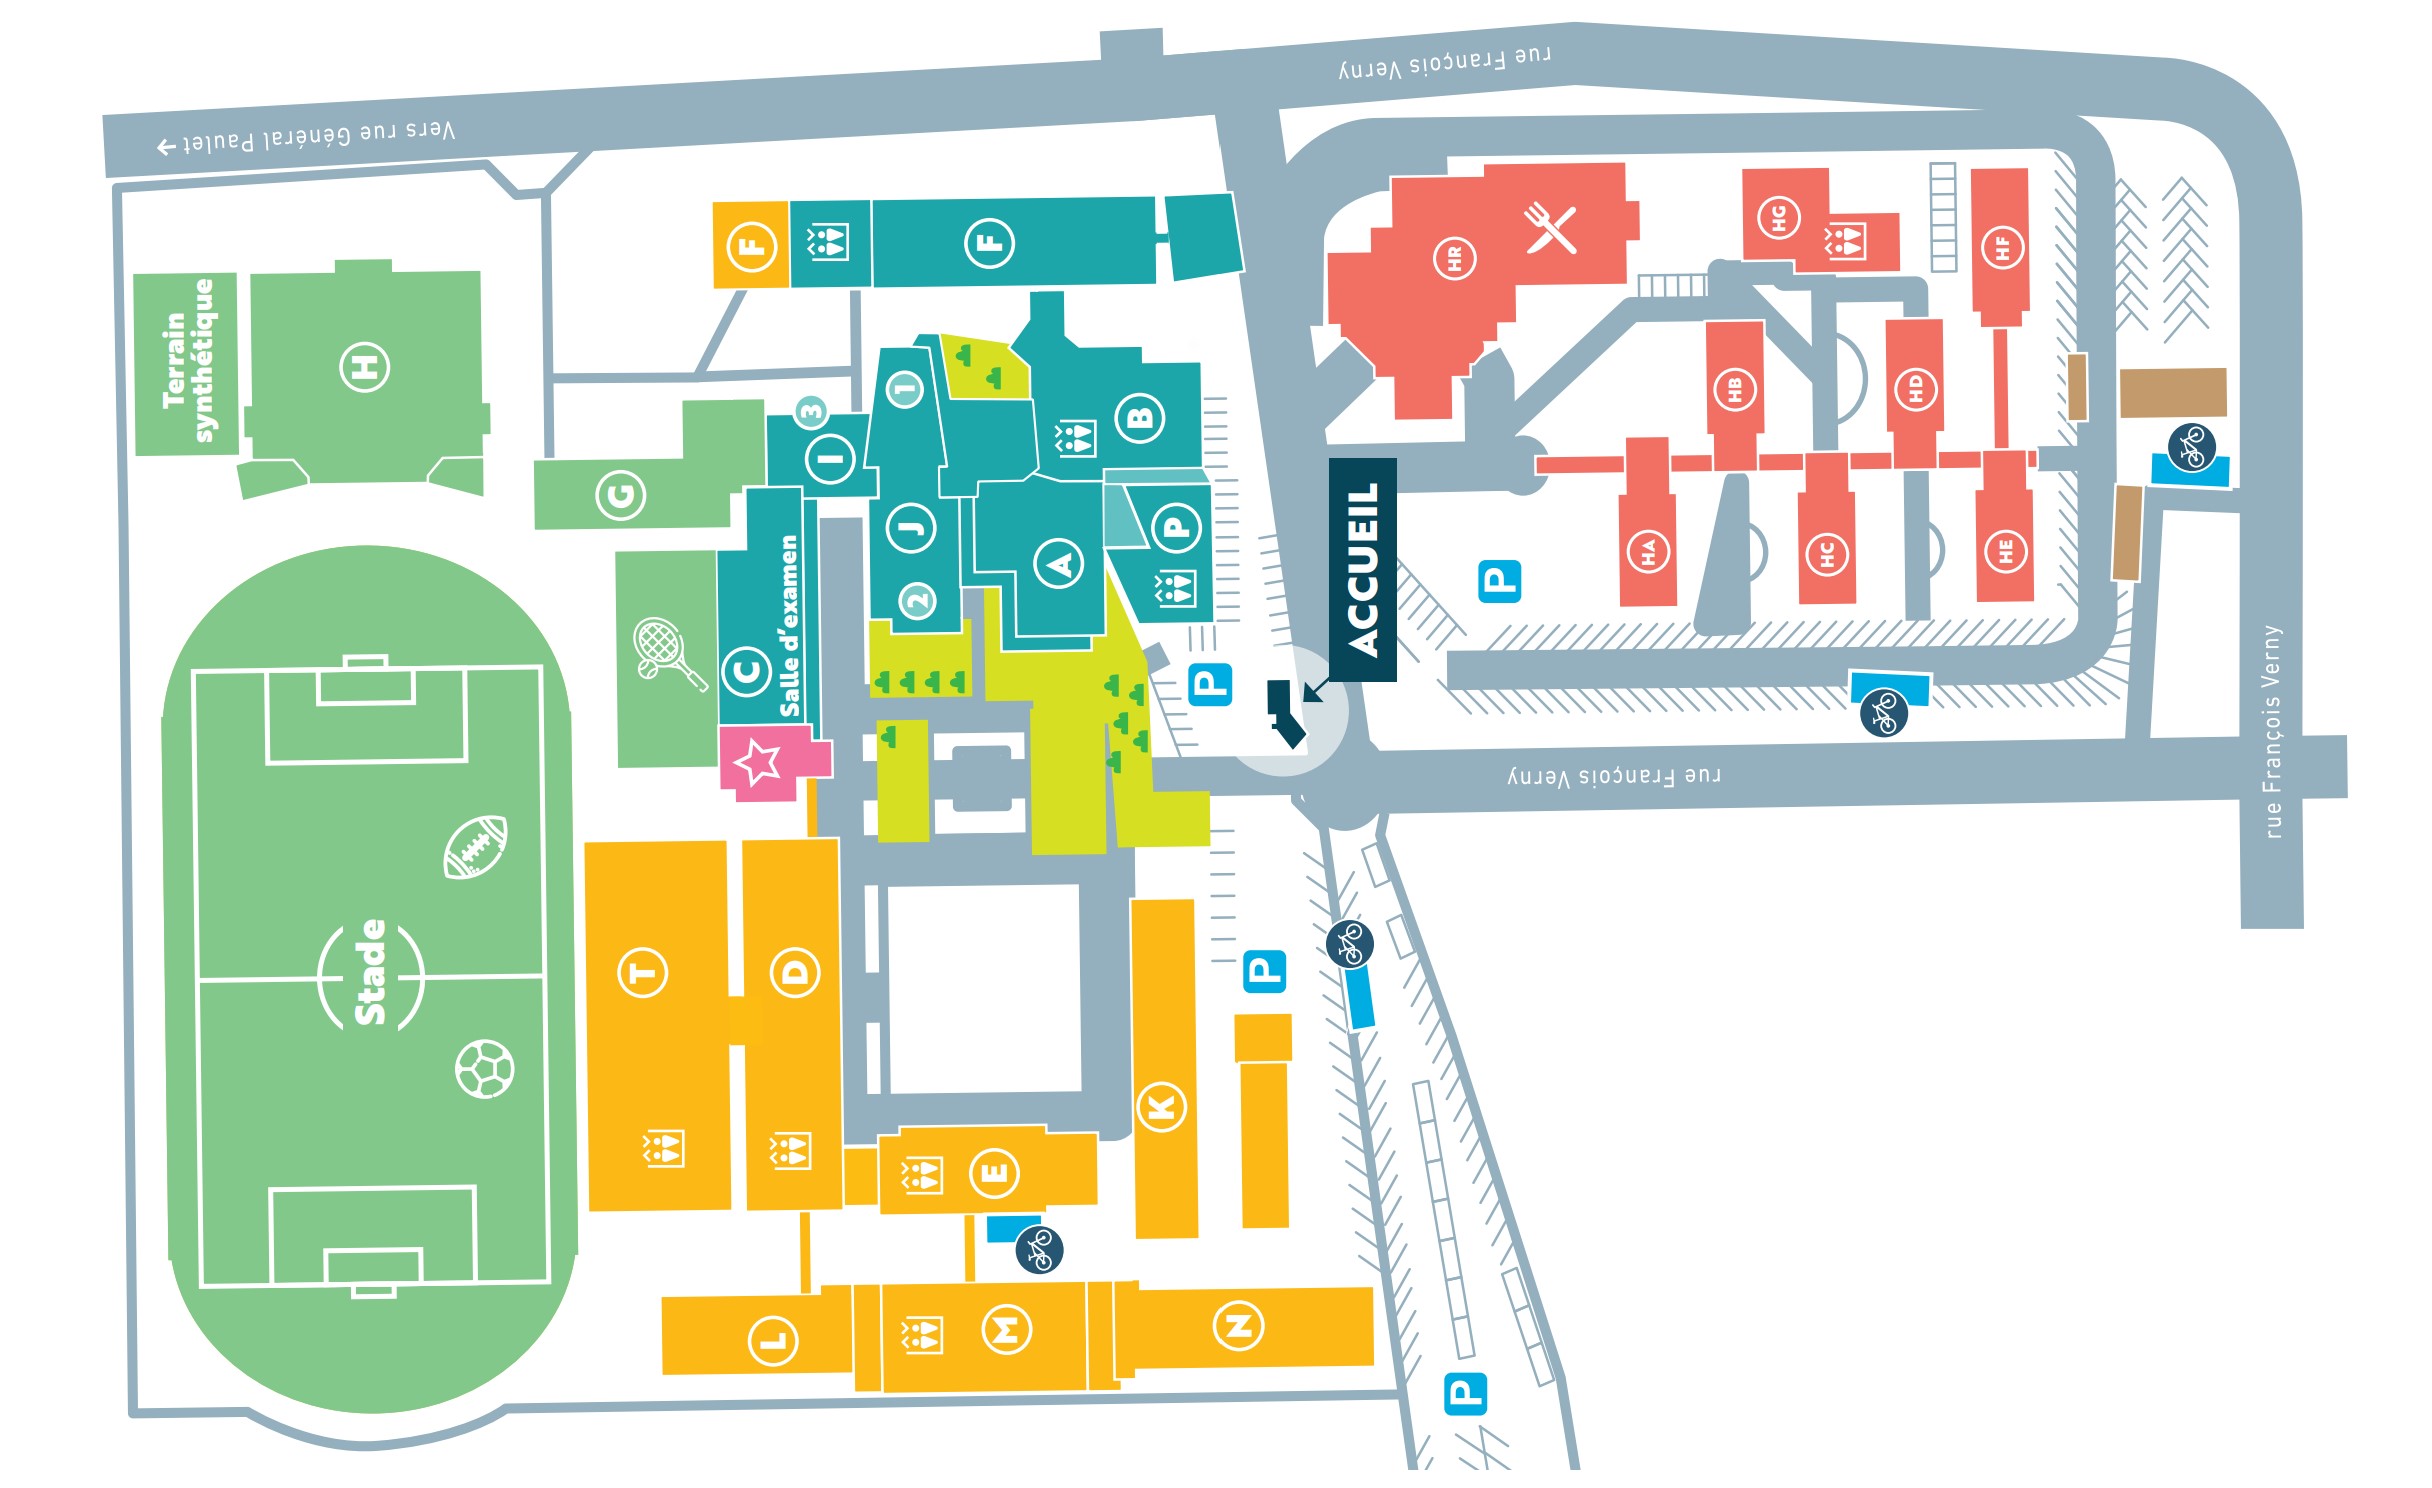 rue François Verny
Vers rue Général Paulet
F
F
HR
HG
HF
Terrain
synthétique
H
1
3
B
HB
HD
I
G
J
P
A
2
ACCUEIL
HA
HC
HE
P
C
Salle d'examen
P
rue François Verny
rue François Verny
Stade
T
D
P
K
E
L
M
N
P